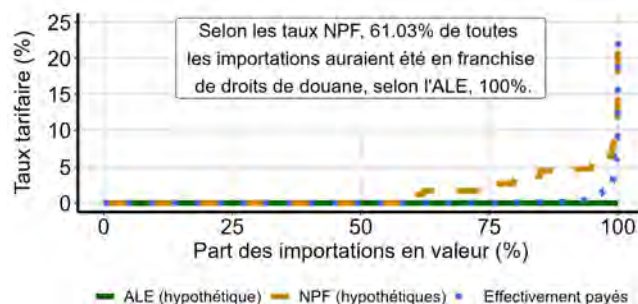 25
20
15
10
5
0
Taux tarifaire (%)
Selon les taux NPF, 61.03% de toutes
les importations auraient été en franchise
de droits de douane, selon l'ALE, 100%.
0 25 50 75 100
Part des importations en valeur (%)
ALE (hypothétique) NPF (hypothétiques) Effectivement payés